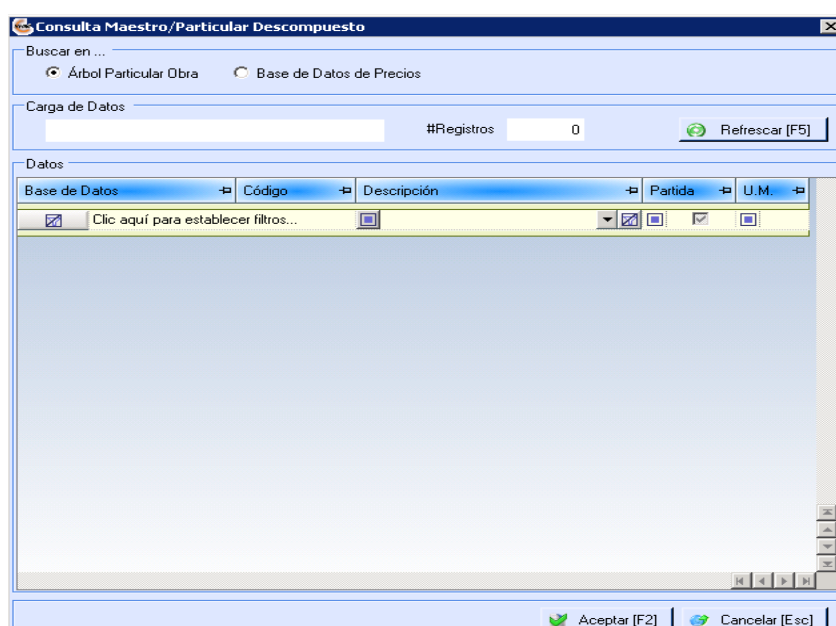 Consulta Maestro/Particular Descompuesto
Buscar en ...
Árbol Particular Obra Base de Datos de Precios
Carga de Datos
#Registros 0 Refrescar [F5]
Datos
Base de Datos Código Descripción Partida U.M.
Clic aquí para establecer filtros...
Aceptar [F2] Cancelar [Esc]